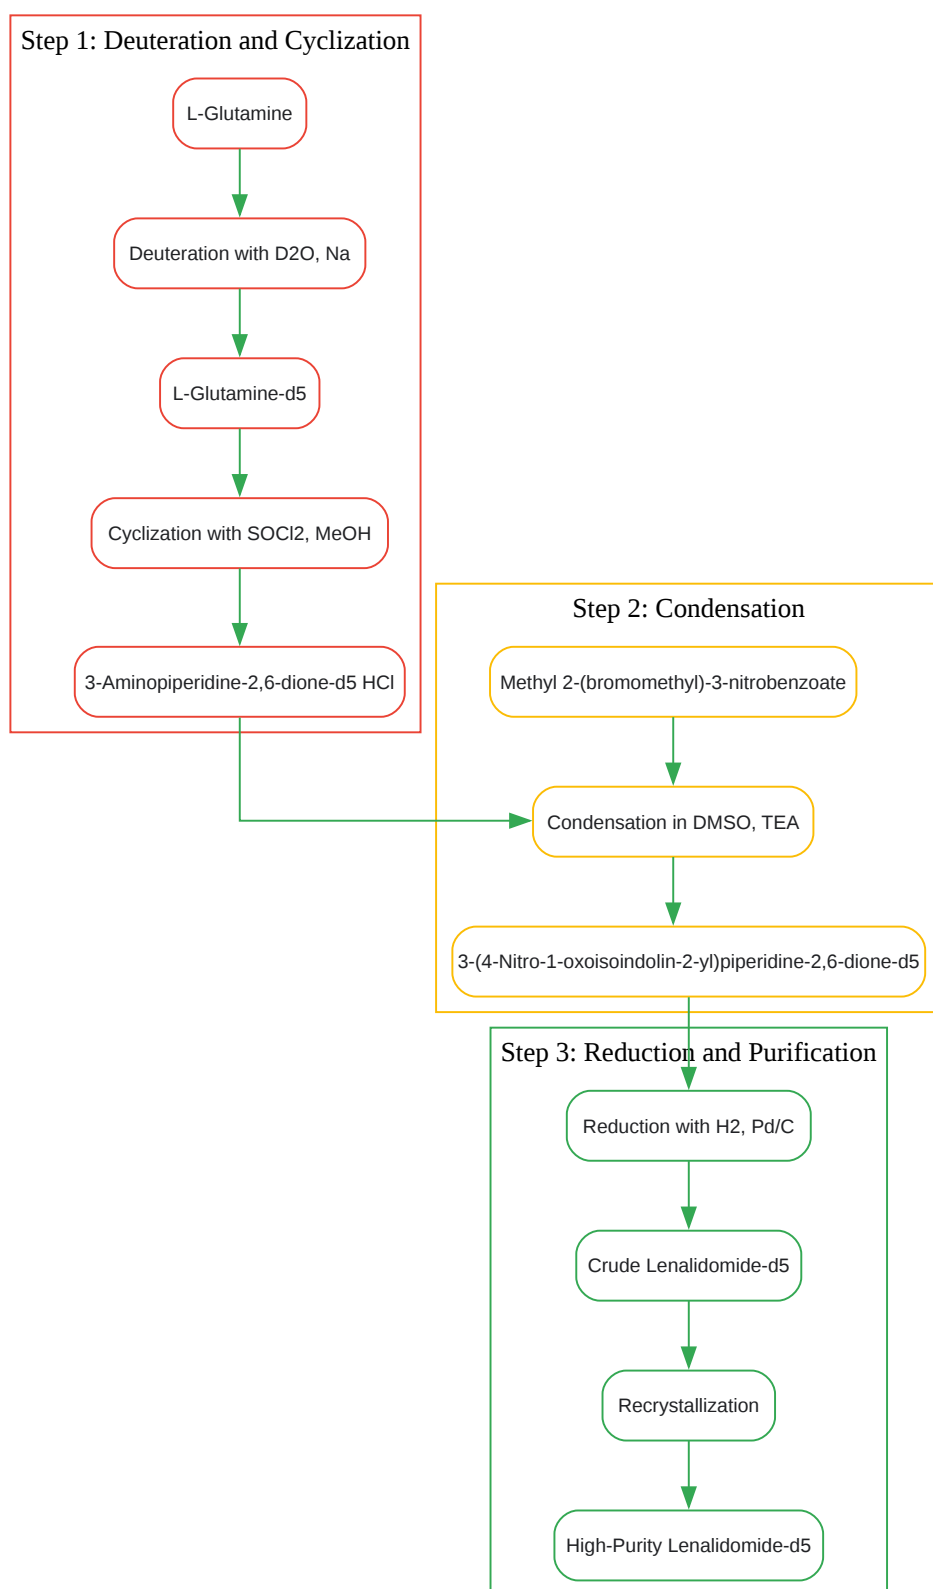 Step 1: Deuteration and Cyclization
L-Glutamine
Deuteration with D2O, Na
L-Glutamine-d5
Cyclization with SOCl2, MeOH
3-Aminopiperidine-2,6-dione-d5 HCl
Step 2: Condensation
Methyl 2-(bromomethyl)-3-nitrobenzoate
Condensation in DMSO, TEA
3-(4-Nitro-1-oxoisoindolin-2-yl)piperidine-2,6-dione-d5
Step 3: Reduction and Purification
Reduction with H2, Pd/C
Crude Lenalidomide-d5
Recrystallization
High-Purity Lenalidomide-d5